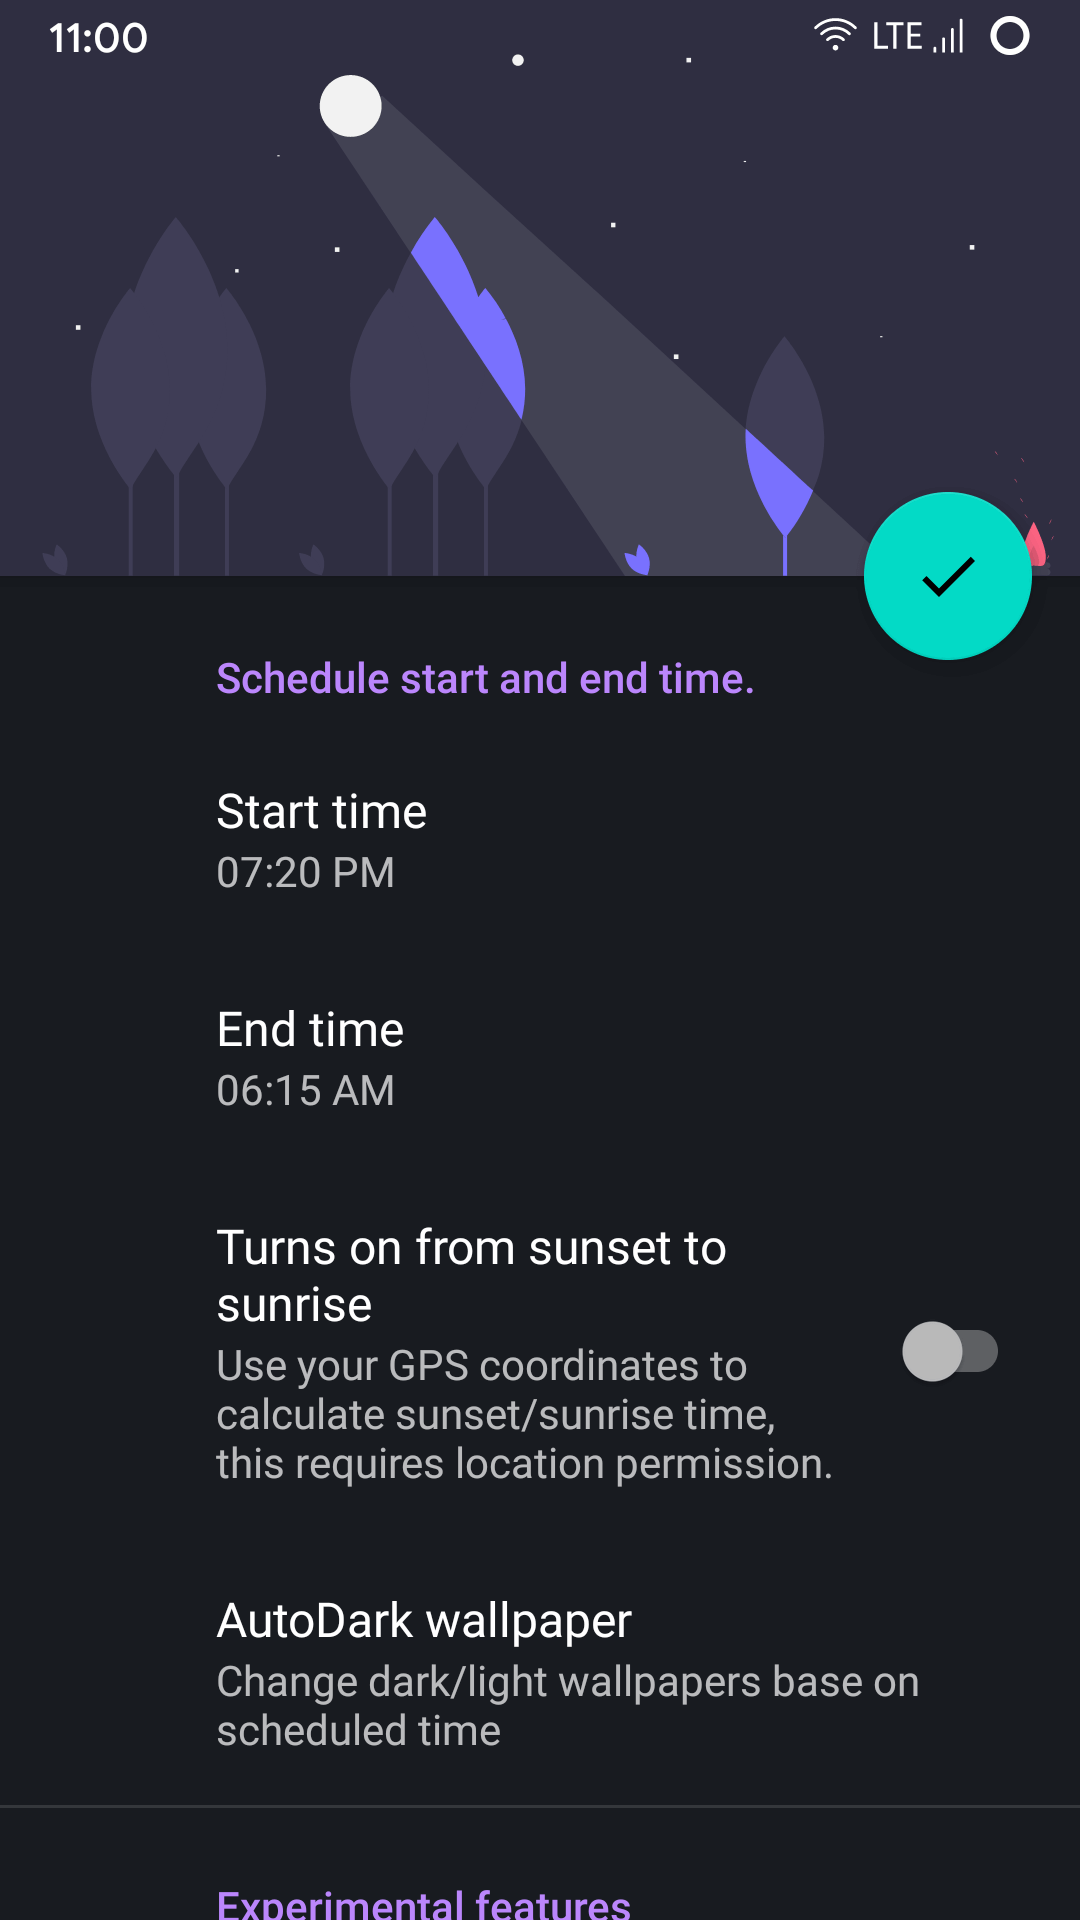 11:00
LTE
Schedule start and end time.
Start time
07:20 PM
End time
06:15 AM
Turns on from sunset to
sunrise
Use your GPS coordinates to
calculate sunset/sunrise time,
this requires location permission.
AutoDark wallpaper
Change dark/light wallpapers base on
scheduled time
Experimental features